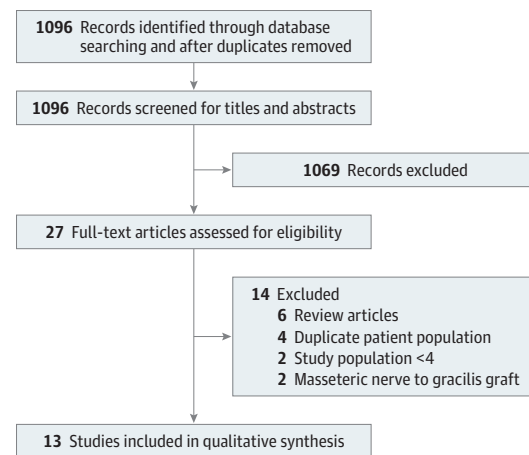 1096 Records identified through database
searching and after duplicates removed
1096 Records screened for titles and abstracts
1069 Records excluded
27 Full-text articles assessed for eligibility
14 Excluded
6 Review articles
4 Duplicate patient population
2 Study population <4
2 Masseteric nerve to gracilis graft
13 Studies included in qualitative synthesis